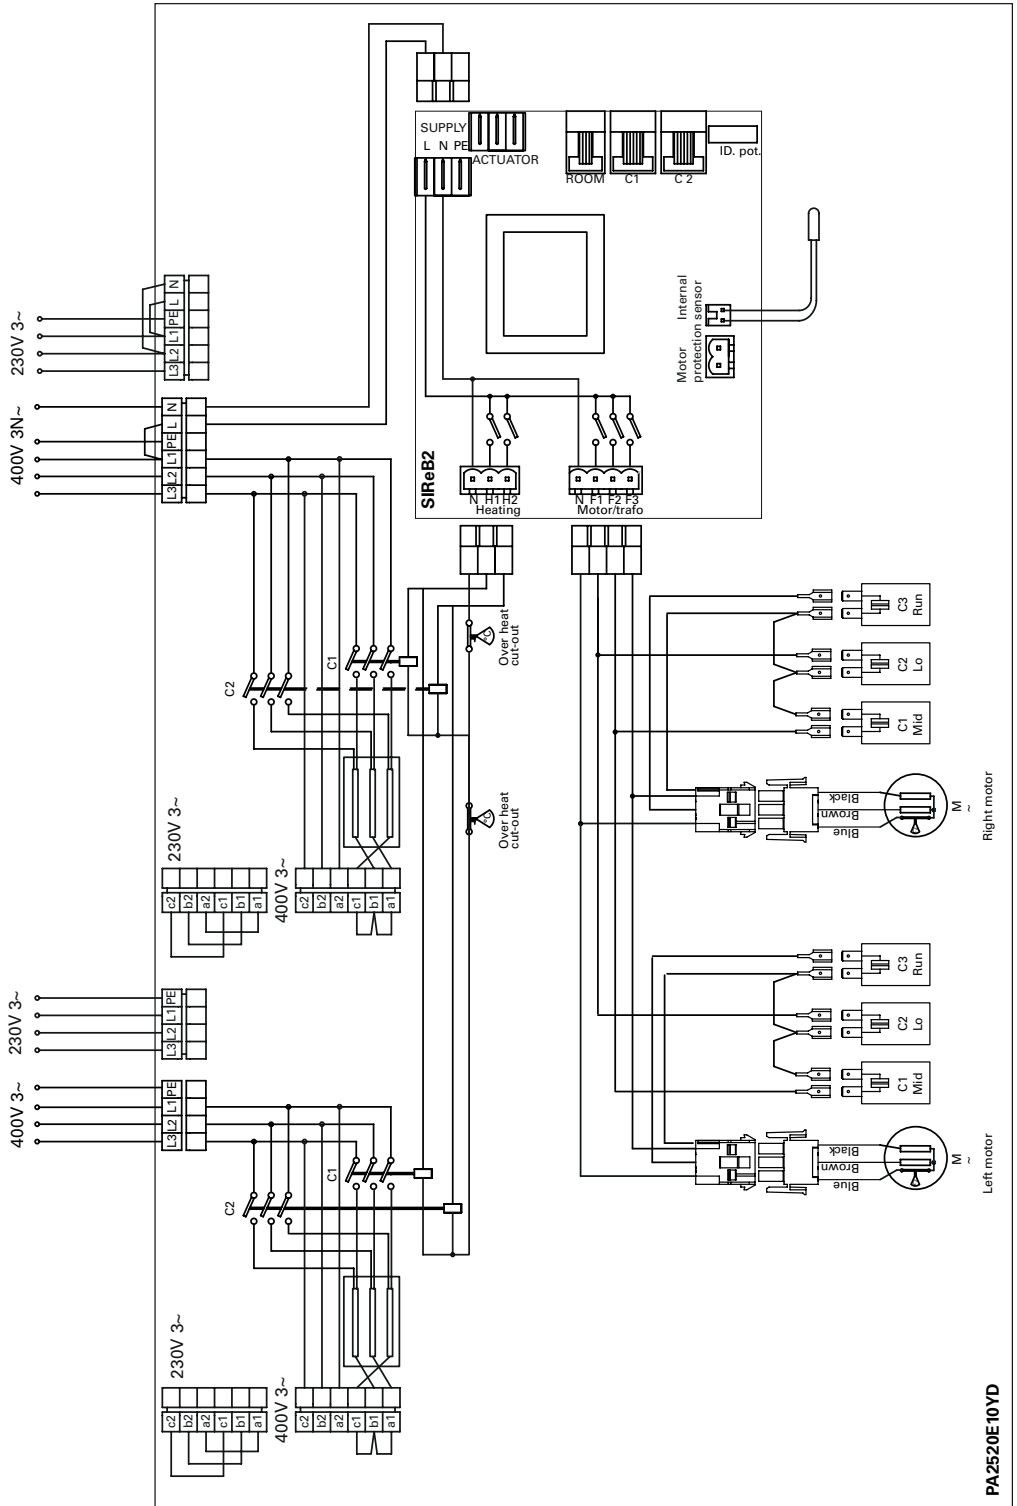 SUPPLY
L N PE
ACTUATOR
ROOM
C1
C 2
ID. pot.
Internal
Motor
protection sensor
SIReB2
N H1 H2
Heating
N F1 F2 F3
Motor/trafo
230V 3~
L3 L2 L1 PE L N
400V 3N~
L3 L2 L1 PE L N
C1
C2
Over heat
cut-out
°C
Over heat
cut-out
°C
230V 3~
c2 b2 a2 c1 b1 a1
400V 3~
c2 b2 a2 c1 b1 a1
230V 3~
L3 L2 L1 PE
400V 3~
L3 L2 L1 PE
C1
C2
230V 3~
c2 b2 a2 c1 b1 a1
400V 3~
c2 b2 a2 c1 b1 a1
C3
Run
C2
Lo
C1
Mid
Black
Brown
Blue
M
~
Right motor
C3
Run
C2
Lo
C1
Mid
Black
Brown
Blue
M
~
Left motor
PA2520E10YD